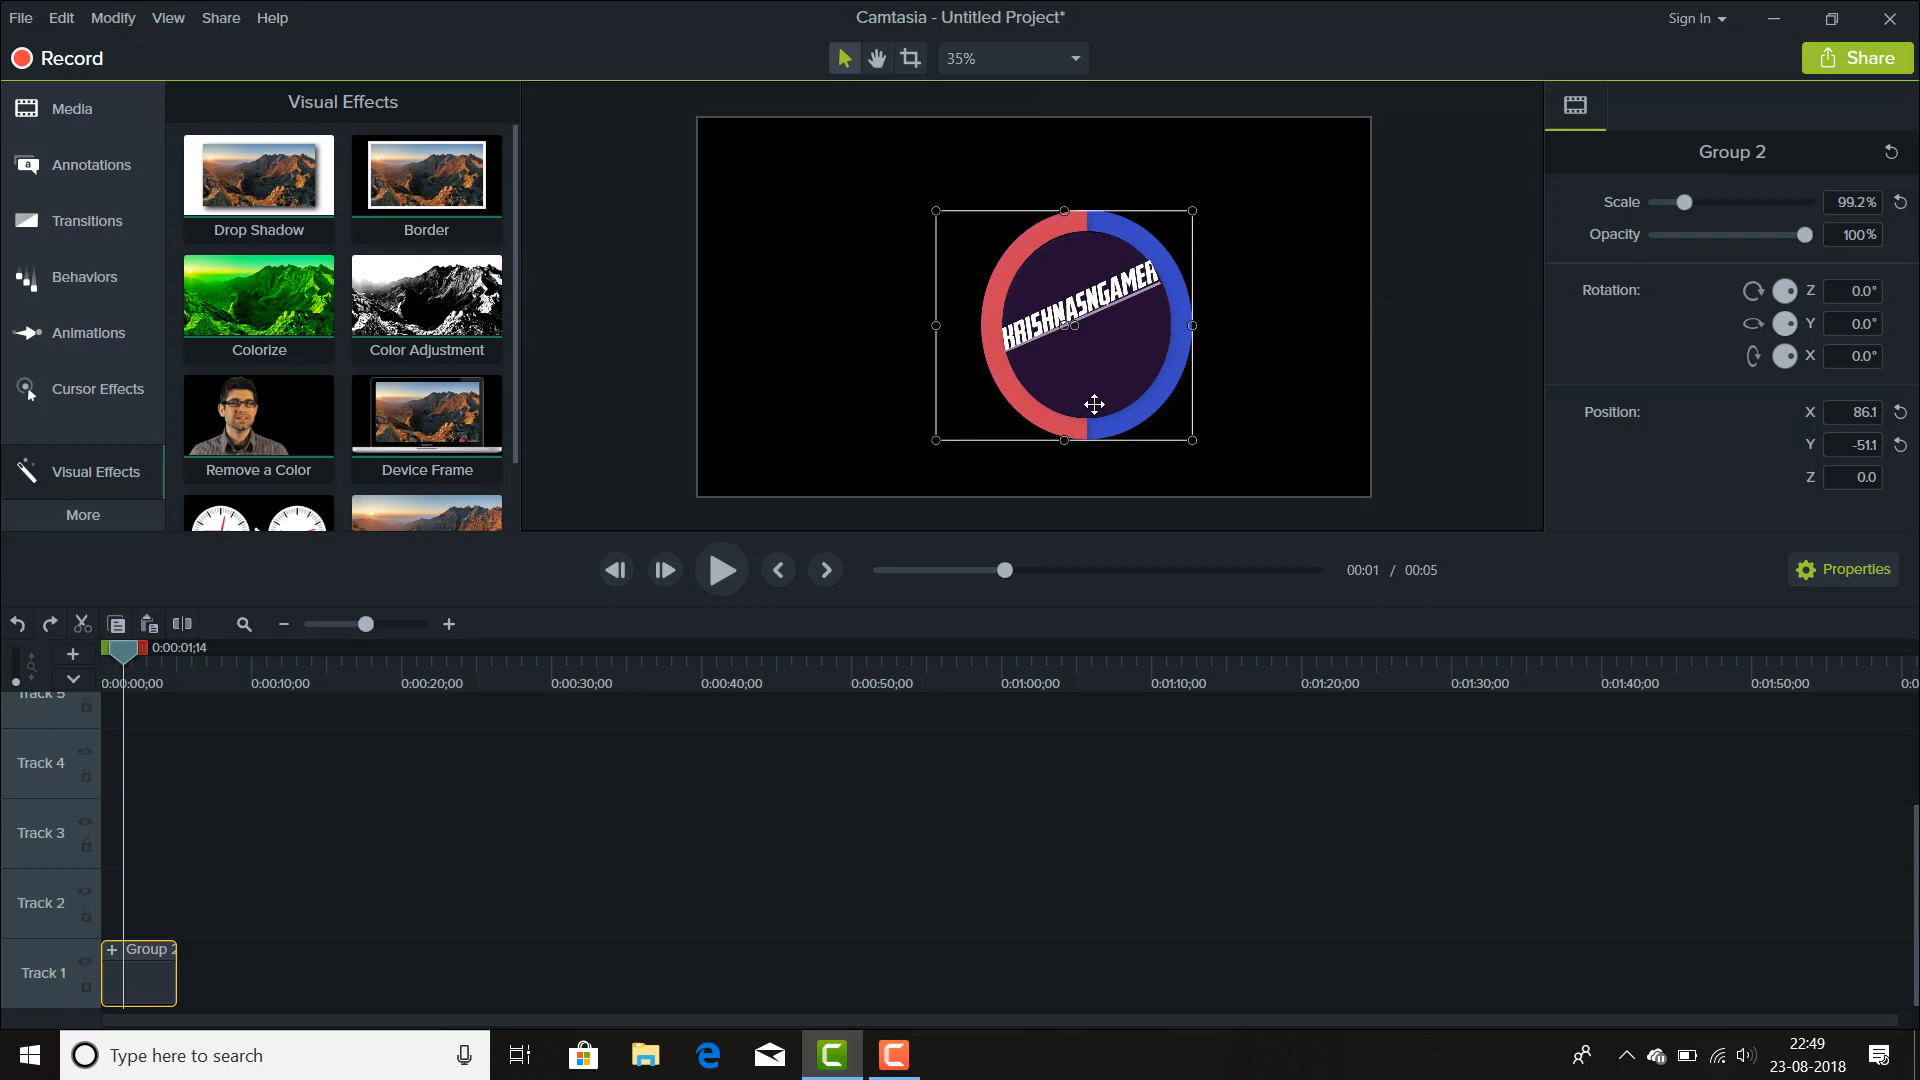 File Edit Modify View Share Help
Camtasia - Untitled Project*
Sign In
Record
35%
Share
Media
Annotations
Transitions
Behaviors
Animations
Cursor Effects
Visual Effects
More
Visual Effects
Drop Shadow
Border
Colorize
Color Adjustment
Remove a Color
Device Frame
KRISHNASNGAMER
Group 2
Scale 99.2%
Opacity 100%
Rotation: Z 0.0°
Y 0.0°
X 0.0°
Position: X 86.1
Y -51.1
Z 0.0
00:01 / 00:05
Properties
0:00:01;14
0:00:00;00 0:00:10;00 0:00:20;00 0:00:30;00 0:00:40;00 0:00:50;00 0:01:00;00 0:01:10;00 0:01:20;00 0:01:30;00 0:01:40;00 0:01:50;00 0:0
Track 5
Track 4
Track 3
Track 2
Track 1
+ Group 2
Type here to search
22:49
23-08-2018